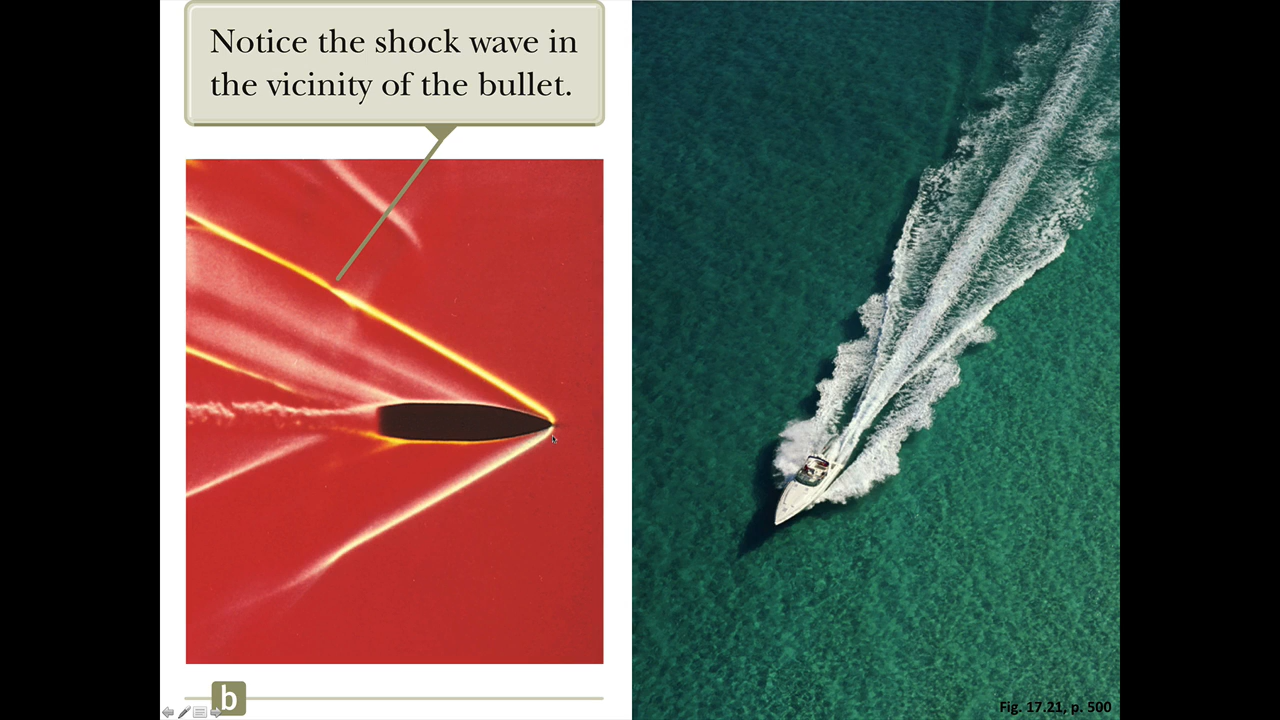 Notice the shock wave in
the vicinity of the bullet.
b
Fig. 17.21, p. 500